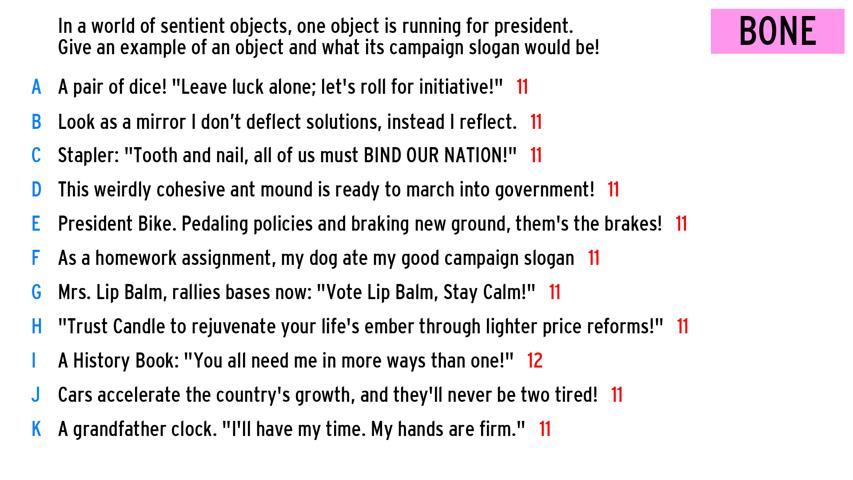 In a world of sentient objects, one object is running for president.
Give an example of an object and what its campaign slogan would be!
BONE
A A pair of dice! "Leave luck alone; let's roll for initiative!" 11
B Look as a mirror I don’t deflect solutions, instead I reflect. 11
C Stapler: "Tooth and nail, all of us must BIND OUR NATION!" 11
D This weirdly cohesive ant mound is ready to march into government! 11
E President Bike. Pedaling policies and braking new ground, them's the brakes! 11
F As a homework assignment, my dog ate my good campaign slogan 11
G Mrs. Lip Balm, rallies bases now: "Vote Lip Balm, Stay Calm!" 11
H "Trust Candle to rejuvenate your life's ember through lighter price reforms!" 11
I A History Book: "You all need me in more ways than one!" 12
J Cars accelerate the country's growth, and they'll never be two tired! 11
K A grandfather clock. "I'll have my time. My hands are firm." 11